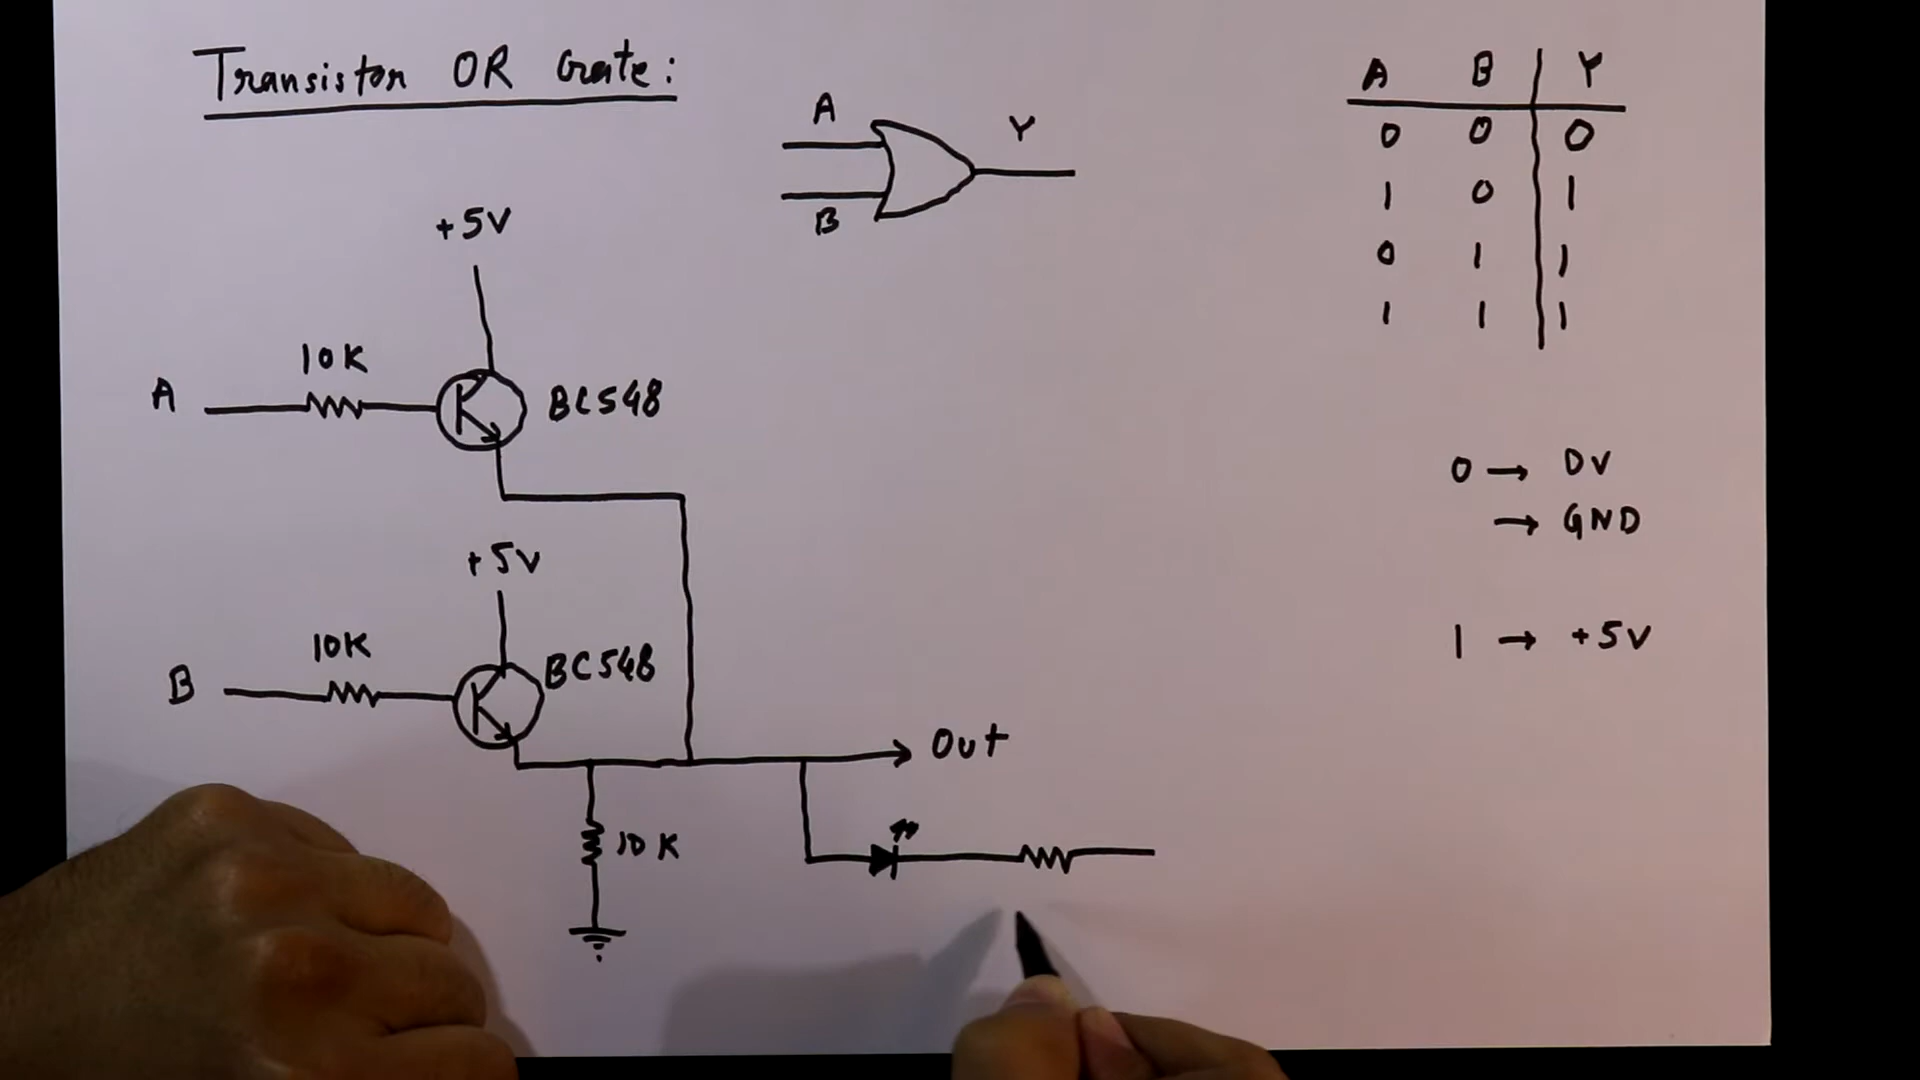 Transistor OR Gate:
A
Y
B
A B Y
0 0 0
1 0 1
0 1 1
1 1 1
+5V
10K
A
BC548
0 → 0V
→ GND
+5V
10K
B
BC548
1 → +5V
Out
10K